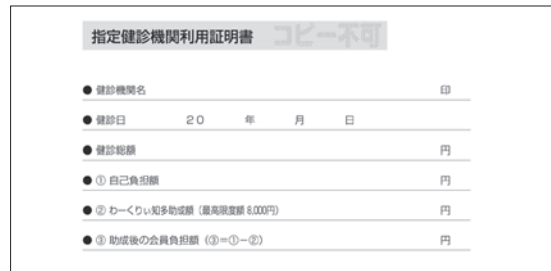 指定健診機関利用証明書 コピー不可
● 健診機関名 印
● 健診日 20 年 月 日
● 健診総額 円
● ① 自己負担額 円
● ② わーくりぃ知多助成額（最高限度額 8,000円） 円
● ③ 助成後の会員負担額（③＝①－②） 円